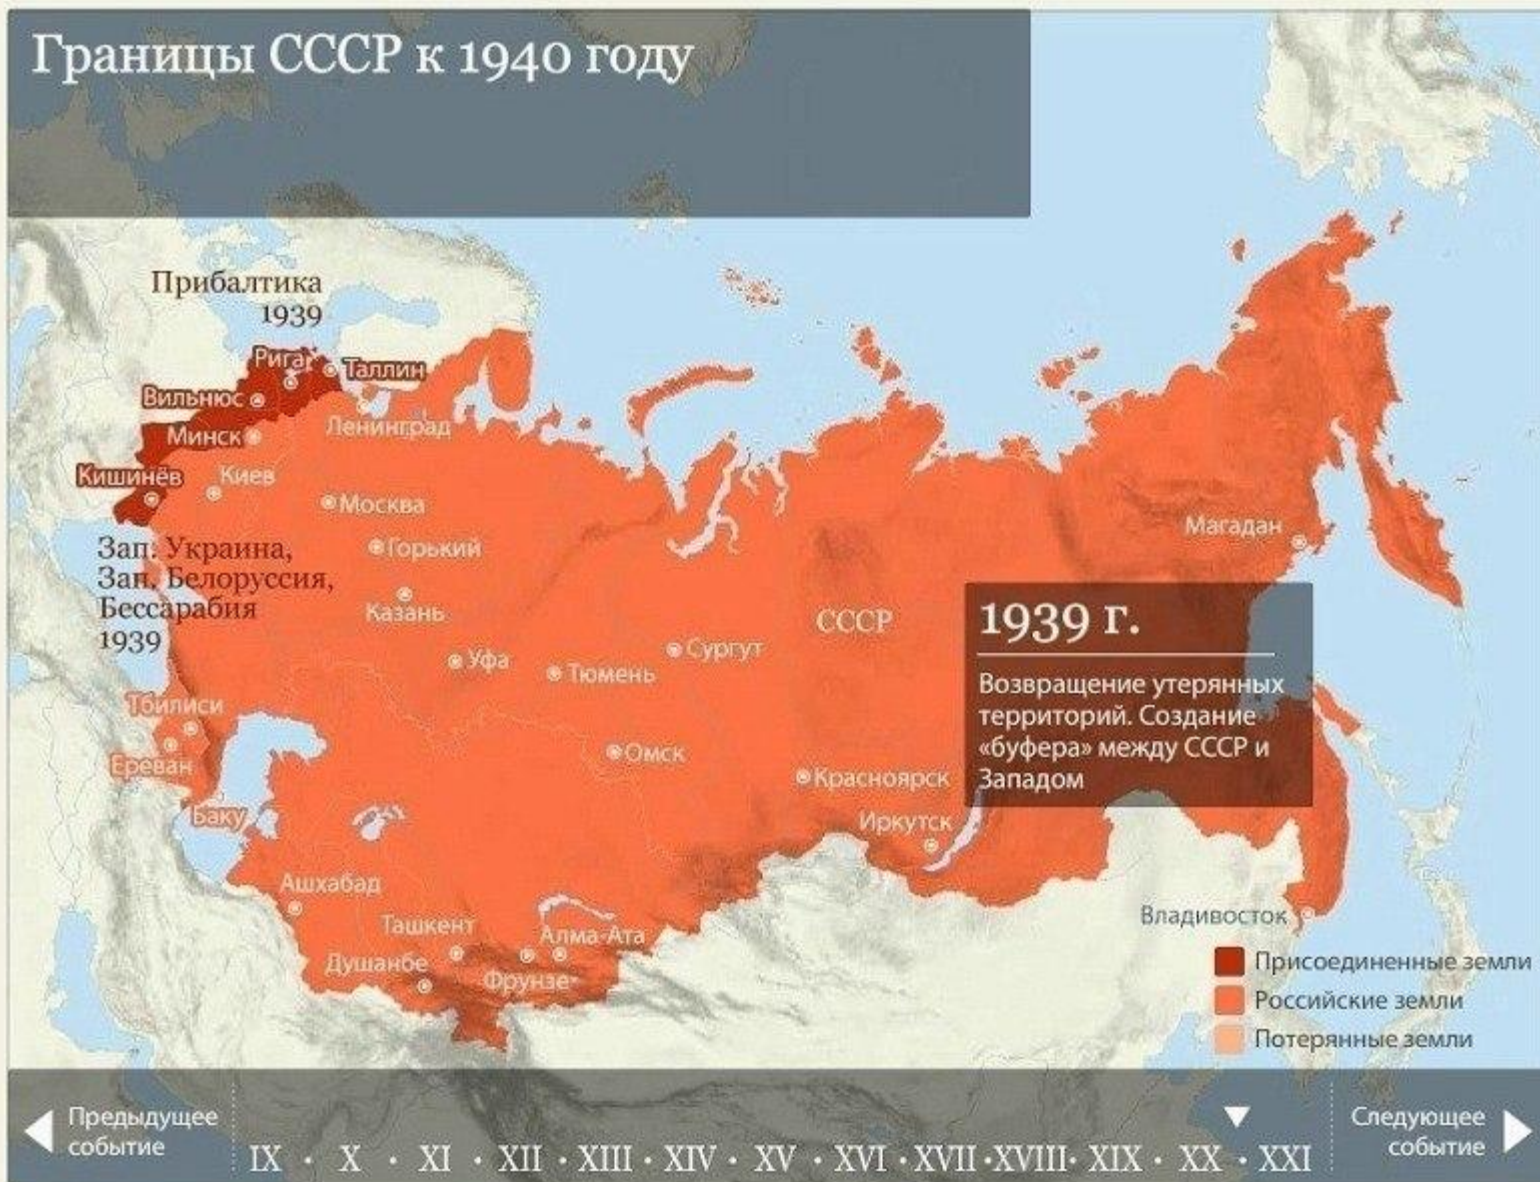 Границы СССР к 1940 году
Прибалтика
1939
Рига
Таллин
Вильнюс
Ленинград
Минск
Кишинёв
Киев
Москва
Магадан
Зап. Украина,
Зап. Белоруссия,
Бессарабия
1939
Горький
Казань
СССР
1939 г.
Возвращение утерянных
территорий. Создание
«буфера» между СССР и
Западом
Сургут
Уфа
Тюмень
Тбилиси
Ереван
Омск
Красноярск
Баку
Иркутск
Ашхабад
Ташкент
Алма-Ата
Душанбе
Фрунзе
Владивосток
Присоединенные земли
Российские земли
Потерянные земли
Предыдущее
событие
IX · X · XI · XII · XIII · XIV · XV · XVI · XVII · XVIII · XIX · XX · XXI
Следующее
событие